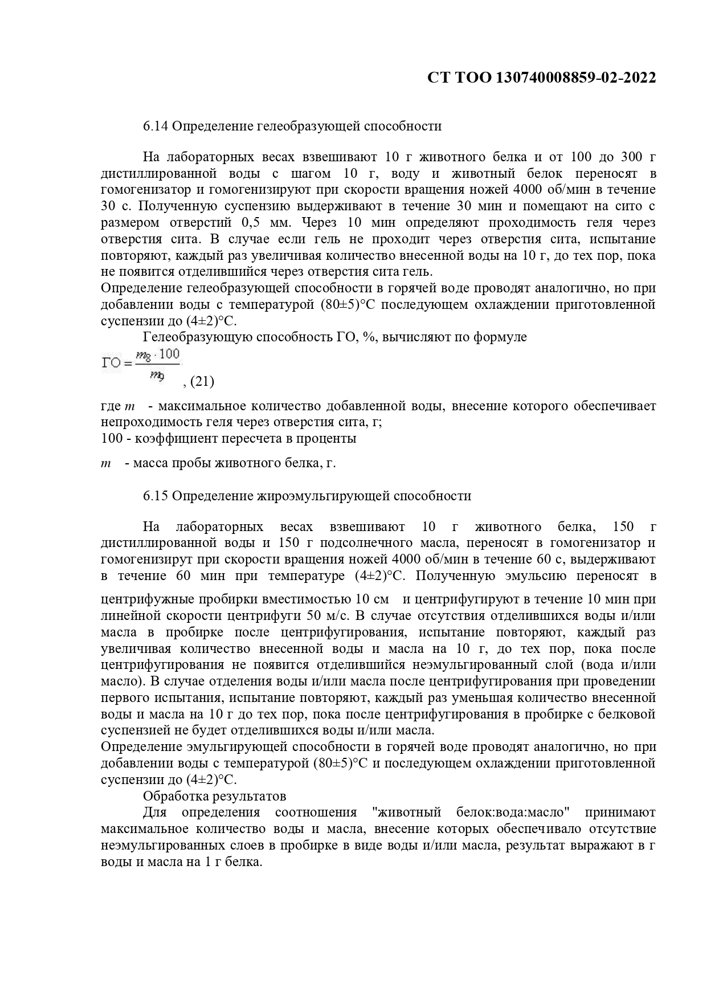 СТ ТОО 130740008859-02-2022
6.14 Определение гелеобразующей способности
На лабораторных весах взвешивают 10 г животного белка и от 100 до 300 г
дистиллированной воды с шагом 10 г, воду и животный белок переносят в
гомогенизатор и гомогенизируют при скорости вращения ножей 4000 об/мин в течение
30 с. Полученную суспензию выдерживают в течение 30 мин и помещают на сито с
размером отверстий 0,5 мм. Через 10 мин определяют проходимость геля через
отверстия сита. В случае если гель не проходит через отверстия сита, испытание
повторяют, каждый раз увеличивая количество внесенной воды на 10 г, до тех пор, пока
не появится отделившийся через отверстия сита гель.
Определение гелеобразующей способности в горячей воде проводят аналогично, но при
добавлении воды с температурой (80±5)°С последующем охлаждении приготовленной
суспензии до (4±2)°С.
Гелеобразующую способность ГО, %, вычисляют по формуле
ГО = m8 · 100 / m9 , (21)
где m - максимальное количество добавленной воды, внесение которого обеспечивает
непроходимость геля через отверстия сита, г;
100 - коэффициент пересчета в проценты
m - масса пробы животного белка, г.
6.15 Определение жироэмульгирующей способности
На лабораторных весах взвешивают 10 г животного белка, 150 г
дистиллированной воды и 150 г подсолнечного масла, переносят в гомогенизатор и
гомогенизирут при скорости вращения ножей 4000 об/мин в течение 60 с, выдерживают
в течение 60 мин при температуре (4±2)°С. Полученную эмульсию переносят в
центрифужные пробирки вместимостью 10 см и центрифугируют в течение 10 мин при
линейной скорости центрифуги 50 м/с. В случае отсутствия отделившихся воды и/или
масла в пробирке после центрифугирования, испытание повторяют, каждый раз
увеличивая количество внесенной воды и масла на 10 г, до тех пор, пока после
центрифугирования не появится отделившийся неэмульгированный слой (вода и/или
масло). В случае отделения воды и/или масла после центрифугирования при проведении
первого испытания, испытание повторяют, каждый раз уменьшая количество внесенной
воды и масла на 10 г до тех пор, пока после центрифугирования в пробирке с белковой
суспензией не будет отделившихся воды и/или масла.
Определение эмульгирующей способности в горячей воде проводят аналогично, но при
добавлении воды с температурой (80±5)°С и последующем охлаждении приготовленной
суспензии до (4±2)°С.
Обработка результатов
Для определения соотношения "животный белок:вода:масло" принимают
максимальное количество воды и масла, внесение которых обеспечивало отсутствие
неэмульгированных слоев в пробирке в виде воды и/или масла, результат выражают в г
воды и масла на 1 г белка.